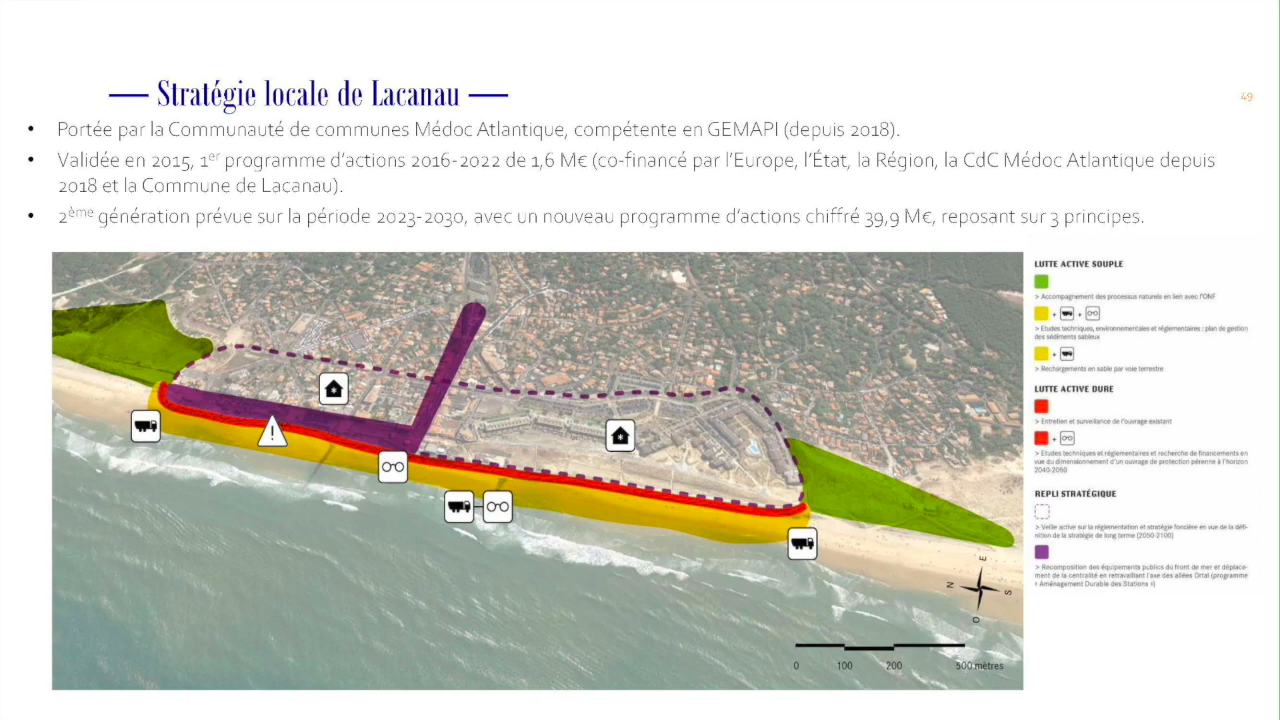 Stratégie locale de Lacanau
49
• Portée par la Communauté de communes Médoc Atlantique, compétente en GEMAPI (depuis 2018).
• Validée en 2015, 1er programme d'actions 2016-2022 de 1,6 M€ (co-financé par l'Europe, l'État, la Région, la CdC Médoc Atlantique depuis
2018 et la Commune de Lacanau).
• 2ème génération prévue sur la période 2023-2030, avec un nouveau programme d'actions chiffré 39,9 M€, reposant sur 3 principes.
LUTTE ACTIVE SOUPLE
> Accompagnement des processus naturels en lien avec l'ONF
+ +
> Etudes techniques, environnementales et réglementaires : plan de gestion
des sédiments sableux
+
> Rechargements en sable par voie terrestre
LUTTE ACTIVE DURE
> Entretien et surveillance de l'ouvrage existant
+
> Etudes techniques et réglementaires et recherche de financements en
vue du dimensionnement d'un ouvrage de protection pérenne à l'horizon
2040-2050
REPLI STRATÉGIQUE
> Veille active sur la réglementation et stratégie foncière en vue de la défi-
nition de la stratégie de long terme (2050-2100)
> Recomposition des équipements publics du front de mer et déplace-
ment de la centralité en retravaillant l'axe des allées Ortal (programme
« Aménagement Durable des Stations »)
!
E
N
S
O
0 100 200 500 mètres